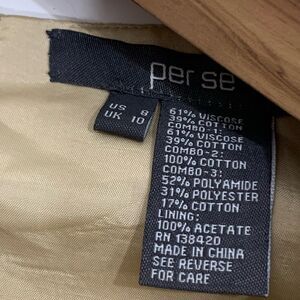 per se
US 8
UK 10
61% VISCOSE
39% COTTON
COMBO-1:
61% VISCOSE
39% COTTON
COMBO-2:
100% COTTON
COMBO-3:
52% POLYAMIDE
31% POLYESTER
17% COTTON
LINING:
100% ACETATE
RN 138420
MADE IN CHINA
SEE REVERSE
FOR CARE